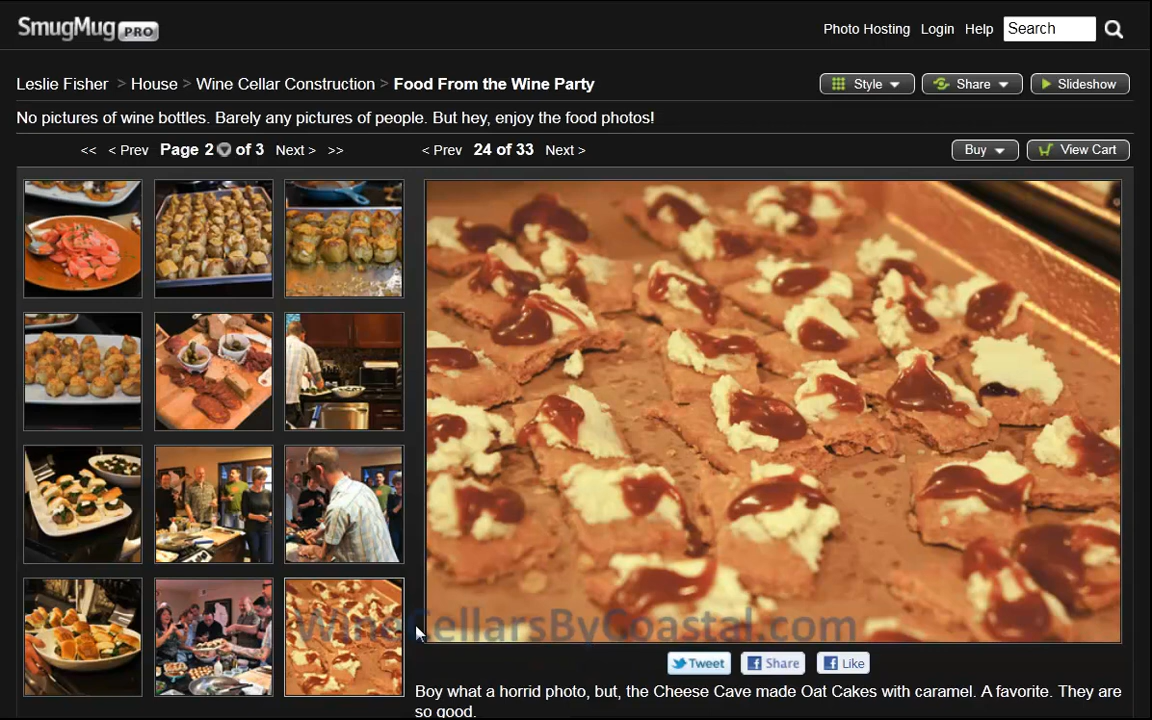 SmugMug PRO
Photo Hosting Login Help Search
Leslie Fisher > House > Wine Cellar Construction > Food From the Wine Party
Style Share Slideshow
No pictures of wine bottles. Barely any pictures of people. But hey, enjoy the food photos!
<< < Prev Page 2 of 3 Next > >> < Prev 24 of 33 Next >
Buy View Cart
WineCellarsByCoastal.com
Tweet Share Like
Boy what a horrid photo, but, the Cheese Cave made Oat Cakes with caramel. A favorite. They are
so good.